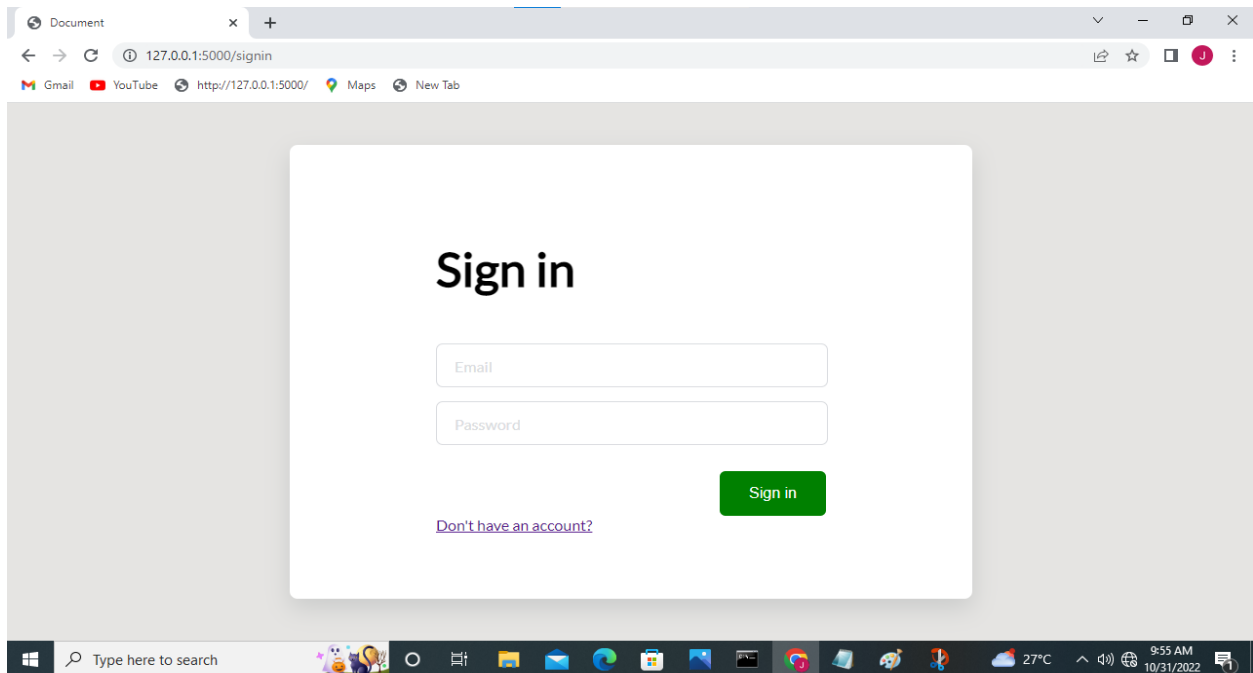 Document
127.0.0.1:5000/signin
J
Gmail YouTube http://127.0.0.1:5000/ Maps New Tab
Sign in
Email
Password
Sign in
Don't have an account?
Type here to search
27°C
9:55 AM
10/31/2022
1